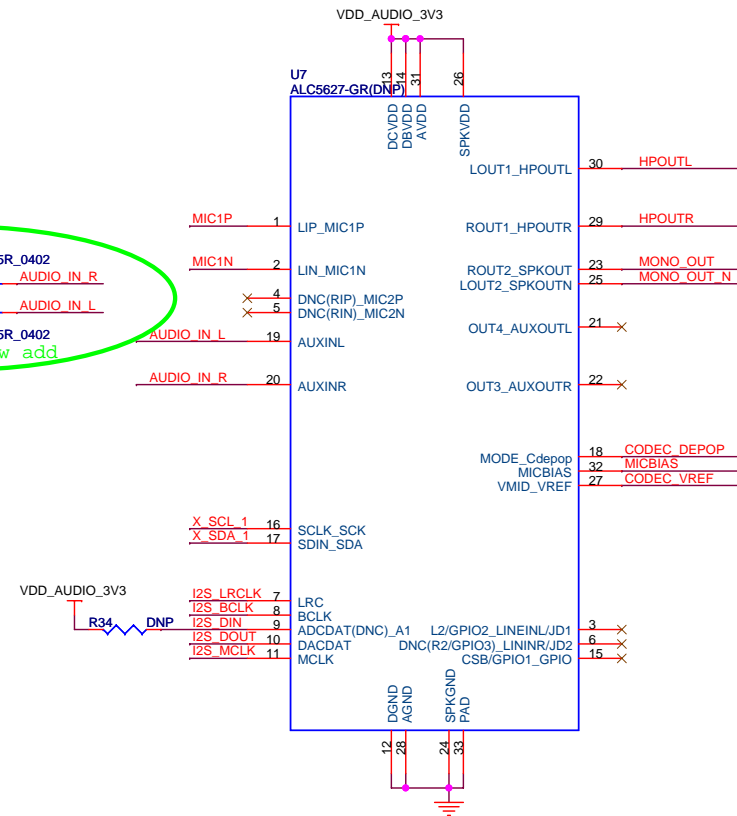 VDD_AUDIO_3V3
13
14
31
26
U7
ALC5627-GR(DNP)
DCVDD
DBVDD
AVDD
SPKVDD
LOUT1_HPOUTL
30
HPOUTL
MIC1P
1
LIP_MIC1P
ROUT1_HPOUTR
29
HPOUTR
MIC1N
2
LIN_MIC1N
ROUT2_SPKOUT
23
MONO_OUT
LOUT2_SPKOUTN
25
MONO_OUT_N
5R_0402
AUDIO_IN_R
AUDIO_IN_L
5R_0402
w add
4
DNC(RIP)_MIC2P
5
DNC(RIN)_MIC2N
AUDIO_IN_L
19
AUXINL
OUT4_AUXOUTL
21
AUDIO_IN_R
20
AUXINR
OUT3_AUXOUTR
22
MODE_Cdepop
18
CODEC_DEPOP
MICBIAS
32
MICBIAS
VMID_VREF
27
CODEC_VREF
X_SCL_1
16
SCLK_SCK
X_SDA_1
17
SDIN_SDA
VDD_AUDIO_3V3
R34
DNP
I2S_LRCLK
7
LRC
I2S_BCLK
8
BCLK
I2S_DIN
9
ADCDAT(DNC)_A1
I2S_DOUT
10
DACDAT
I2S_MCLK
11
MCLK
L2/GPIO2_LINEINL/JD1
3
DNC(R2/GPIO3)_LININR/JD2
6
CSB/GPIO1_GPIO
15
DGND
AGND
SPKGND
PAD
12
28
24
33